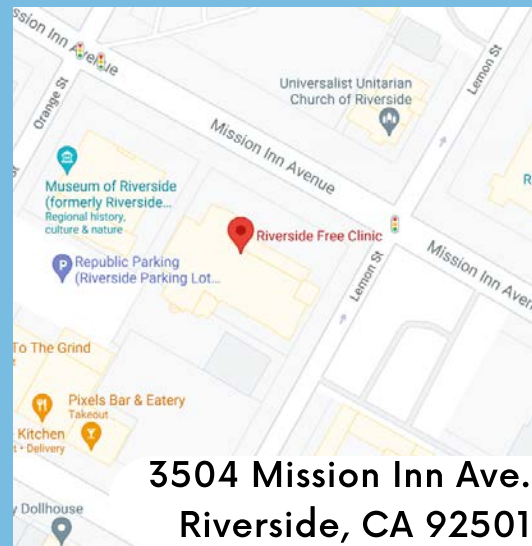 ssion Inn Avenue
Orange St
Lemon St
Universalist Unitarian
Church of Riverside
Mission Inn Avenue
Museum of Riverside
(formerly Riverside...
Regional history,
culture & nature
R
Riverside Free Clinic
Mission Inn Aven
Republic Parking
(Riverside Parking Lot...
P
Lemon St
To The Grind
Pixels Bar & Eatery
Takeout
Kitchen
t • Delivery
3504 Mission Inn Ave.
Riverside, CA 92501
y Dollhouse